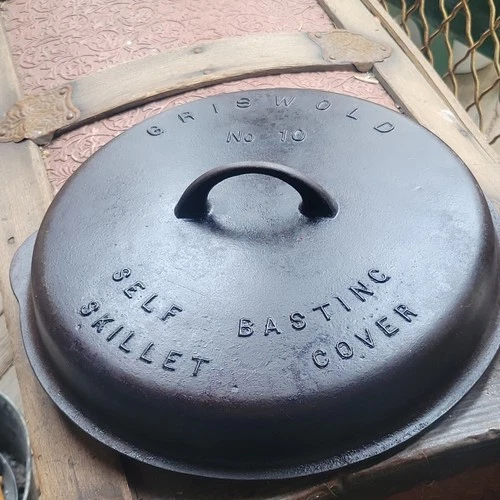 GRISWOLD
No 10
SELF BASTING
SKILLET COVER